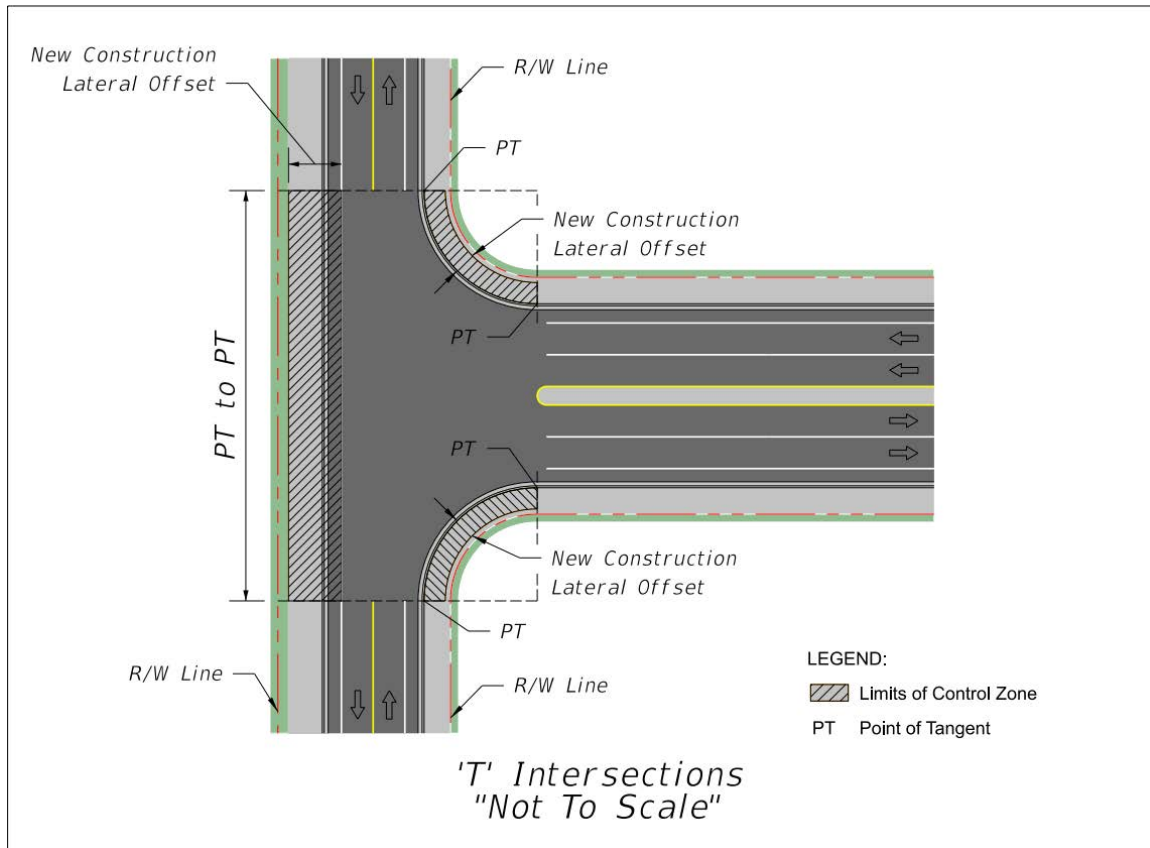 New Construction
Lateral Offset
R/W Line
PT
New Construction
Lateral Offset
PT
PT to PT
PT
New Construction
Lateral Offset
PT
R/W Line
R/W Line
LEGEND:
Limits of Control Zone
PT Point of Tangent
'T' Intersections
"Not To Scale"